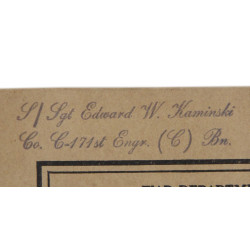 S/Sgt Edward W. Kaminski
Co. C-171st Engr. (C) Bn.